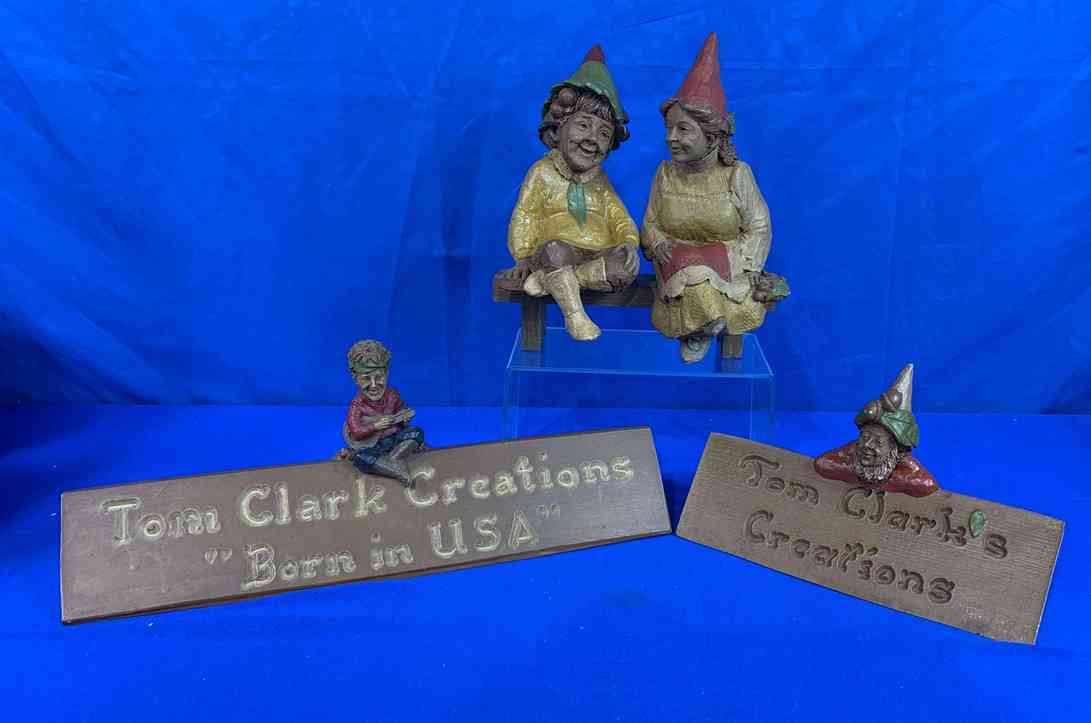 Tom Clark Creations
"Born in USA"
Tom Clark's
Creations